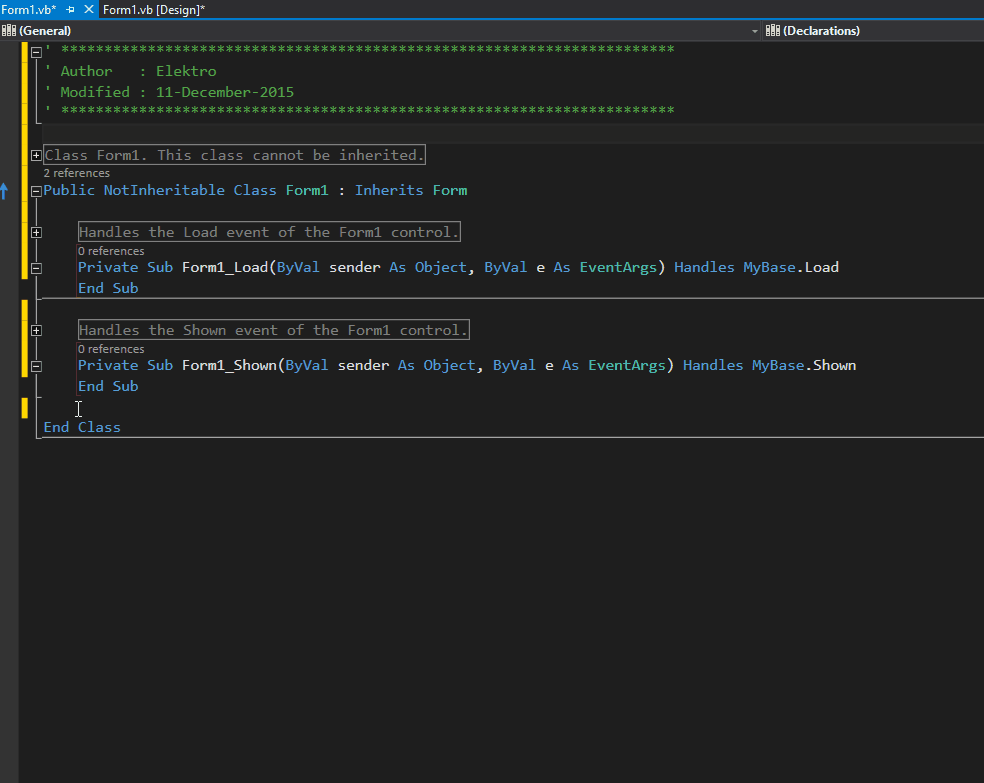 Form1.vb* Form1.vb [Design]*
(General) (Declarations)
' ***********************************************************************
' Author   : Elektro
' Modified : 11-December-2015
' ***********************************************************************
Class Form1. This class cannot be inherited.
2 references
Public NotInheritable Class Form1 : Inherits Form
Handles the Load event of the Form1 control.
0 references
Private Sub Form1_Load(ByVal sender As Object, ByVal e As EventArgs) Handles MyBase.Load
End Sub
Handles the Shown event of the Form1 control.
0 references
Private Sub Form1_Shown(ByVal sender As Object, ByVal e As EventArgs) Handles MyBase.Shown
End Sub
End Class